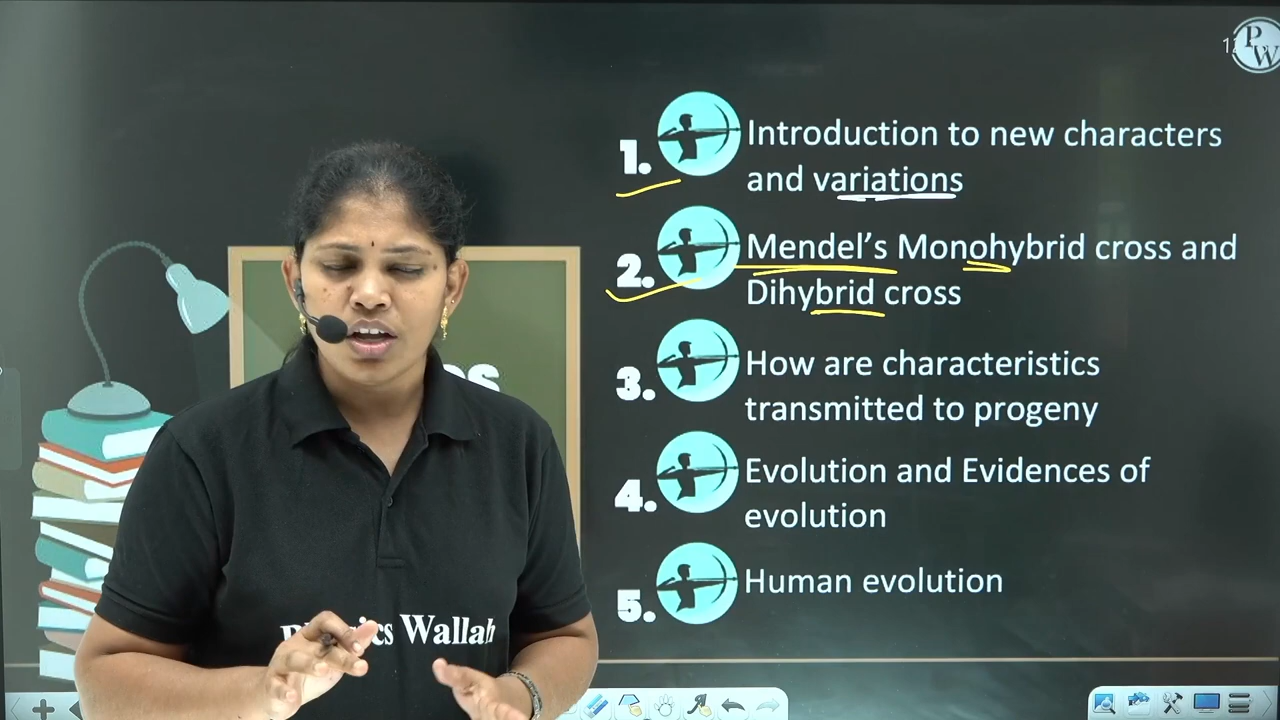 P
W
1.
Introduction to new characters
and variations
2.
Mendel's Monohybrid cross and
Dihybrid cross
3.
How are characteristics
transmitted to progeny
4.
Evolution and Evidences of
evolution
5.
Human evolution
Wallah